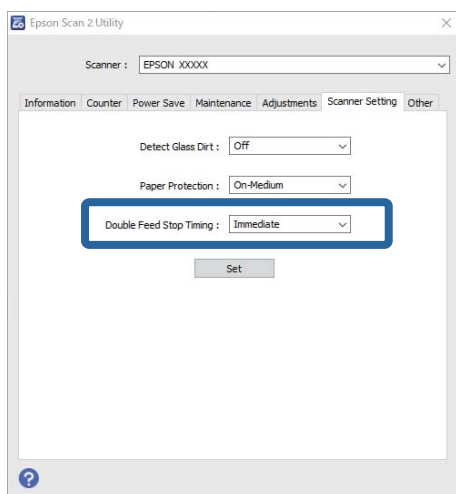 Epson Scan 2 Utility
Scanner : EPSON XXXXX
Information Counter Power Save Maintenance Adjustments Scanner Setting Other
Detect Glass Dirt : Off
Paper Protection : On-Medium
Double Feed Stop Timing : Immediate
Set
?